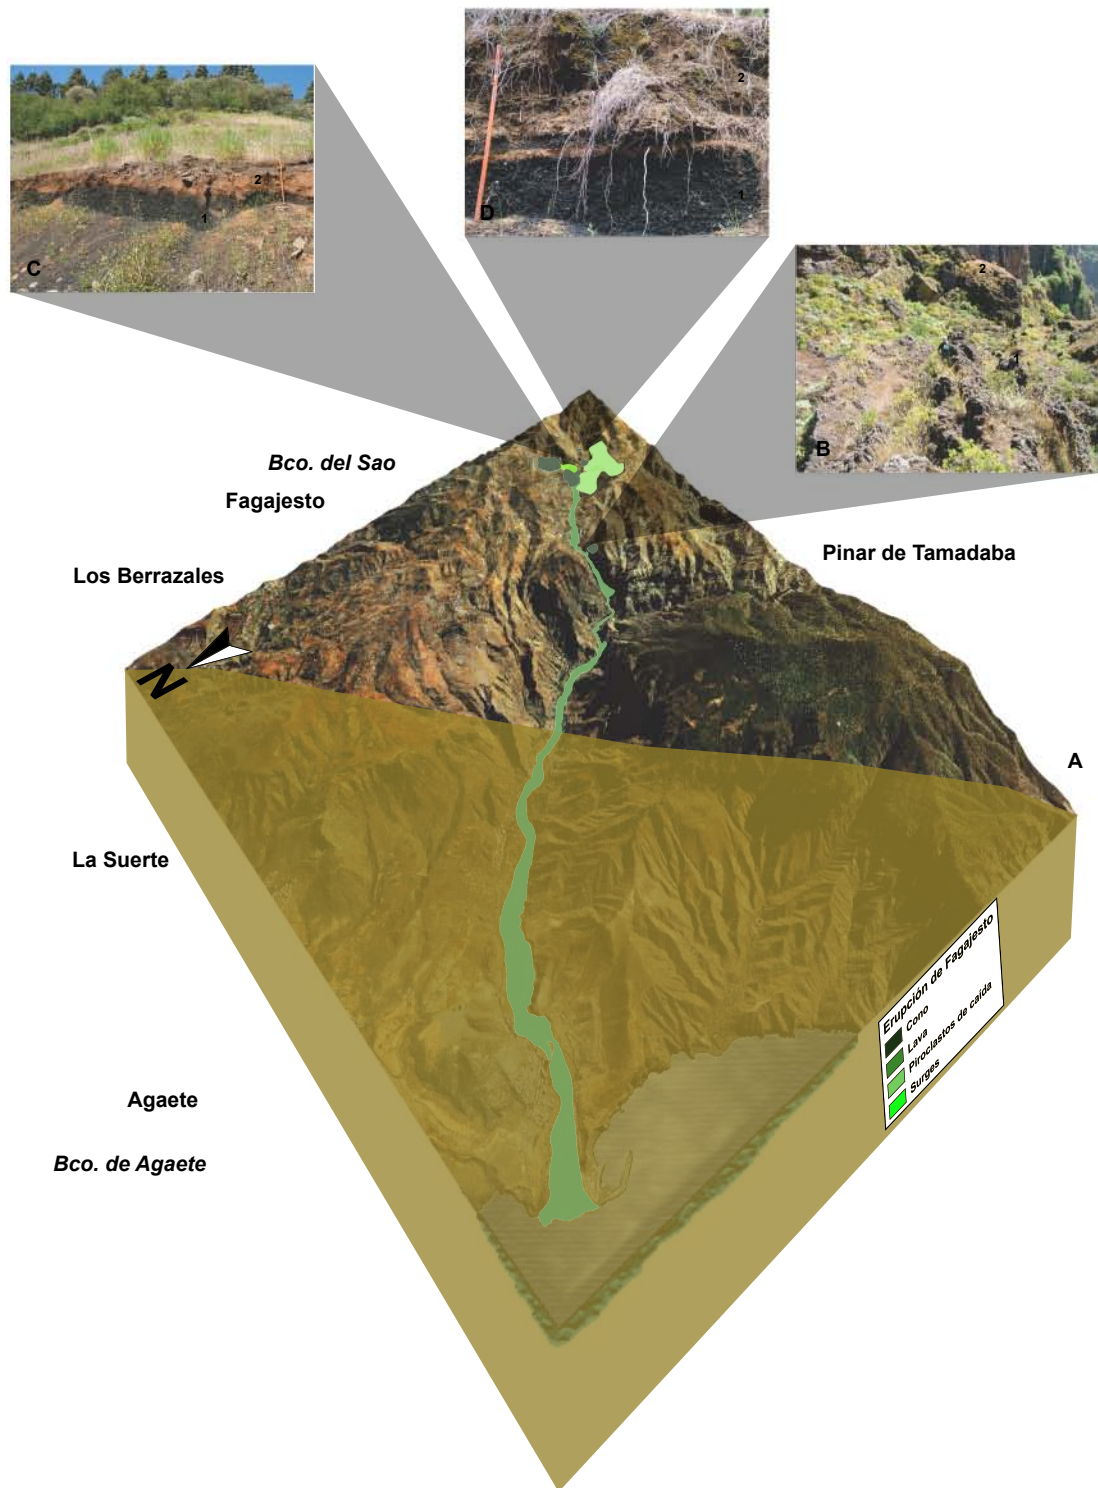 2
1
D
2
1
C
2
1
B
Bco. del Sao
Fagajesto
Pinar de Tamadaba
Los Berrazales
N
A
La Suerte
Erupción de Fagajesto
Cono
Lava
Piroclastos de caida
Surges
Agaete
Bco. de Agaete